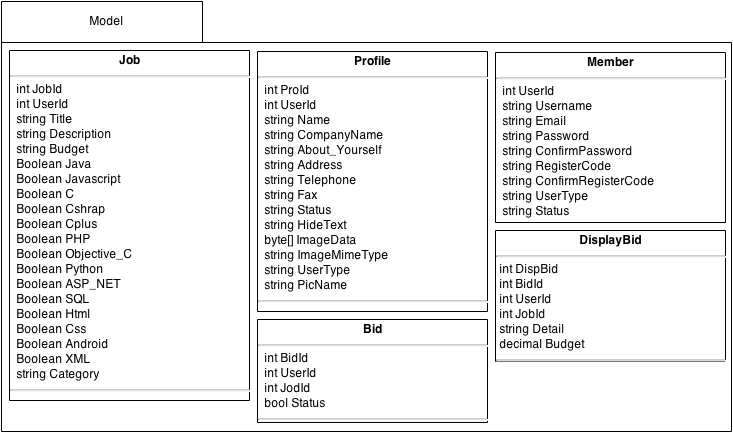 Model
Job
int JobId
int UserId
string Title
string Description
string Budget
Boolean Java
Boolean Javascript
Boolean C
Boolean Cshrap
Boolean Cplus
Boolean PHP
Boolean Objective_C
Boolean Python
Boolean ASP_NET
Boolean SQL
Boolean Html
Boolean Css
Boolean Android
Boolean XML
string Category
Profile
int ProId
int UserId
string Name
string CompanyName
string About_Yourself
string Address
string Telephone
string Fax
string Status
string HideText
byte[] ImageData
string ImageMimeType
string UserType
string PicName
Bid
int BidId
int UserId
int JodId
bool Status
Member
int UserId
string Username
string Email
string Password
string ConfirmPassword
string RegisterCode
string ConfirmRegisterCode
string UserType
string Status
DisplayBid
int DispBid
int BidId
int UserId
int JobId
string Detail
decimal Budget